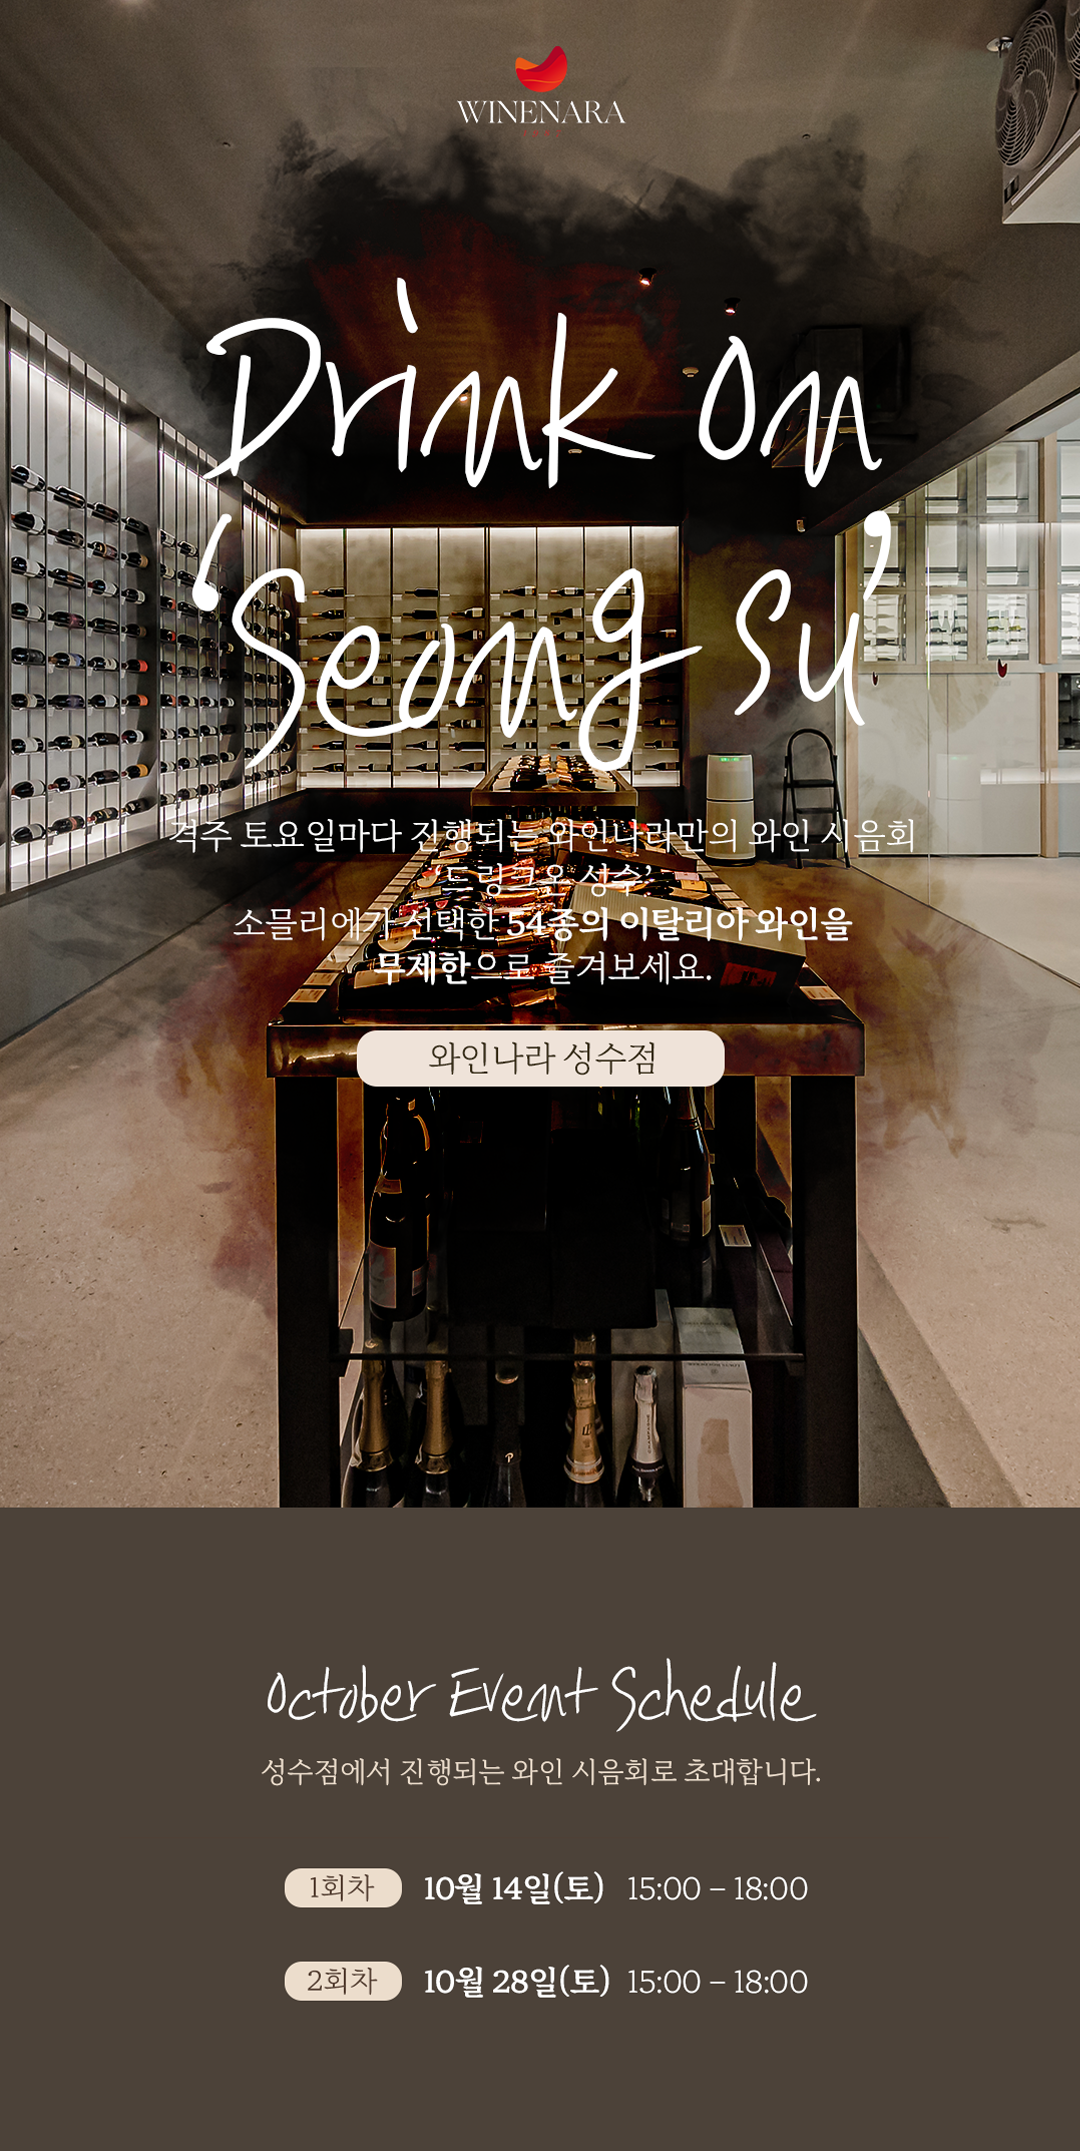 WINENARA
Drink on
‘Seong su’
격주 토요일마다 진행되는 와인나라만의 와인 시음회
‘드링크온 성수’
소믈리에가 선택한 54종의 이탈리아 와인을
무제한으로 즐겨보세요.
와인나라 성수점
October Event Schedule
성수점에서 진행되는 와인 시음회로 초대합니다.
1회차 10월 14일(토) 15:00 – 18:00
2회차 10월 28일(토) 15:00 – 18:00